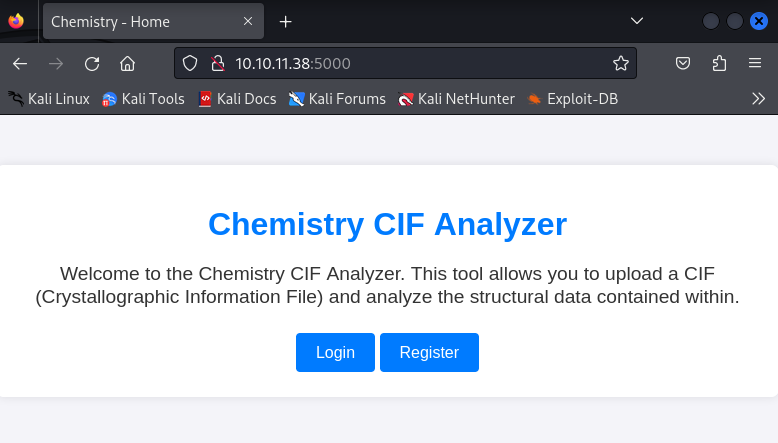 Chemistry - Home
10.10.11.38:5000
Kali Linux Kali Tools Kali Docs Kali Forums Kali NetHunter Exploit-DB
Chemistry CIF Analyzer
Welcome to the Chemistry CIF Analyzer. This tool allows you to upload a CIF
(Crystallographic Information File) and analyze the structural data contained within.
Login Register